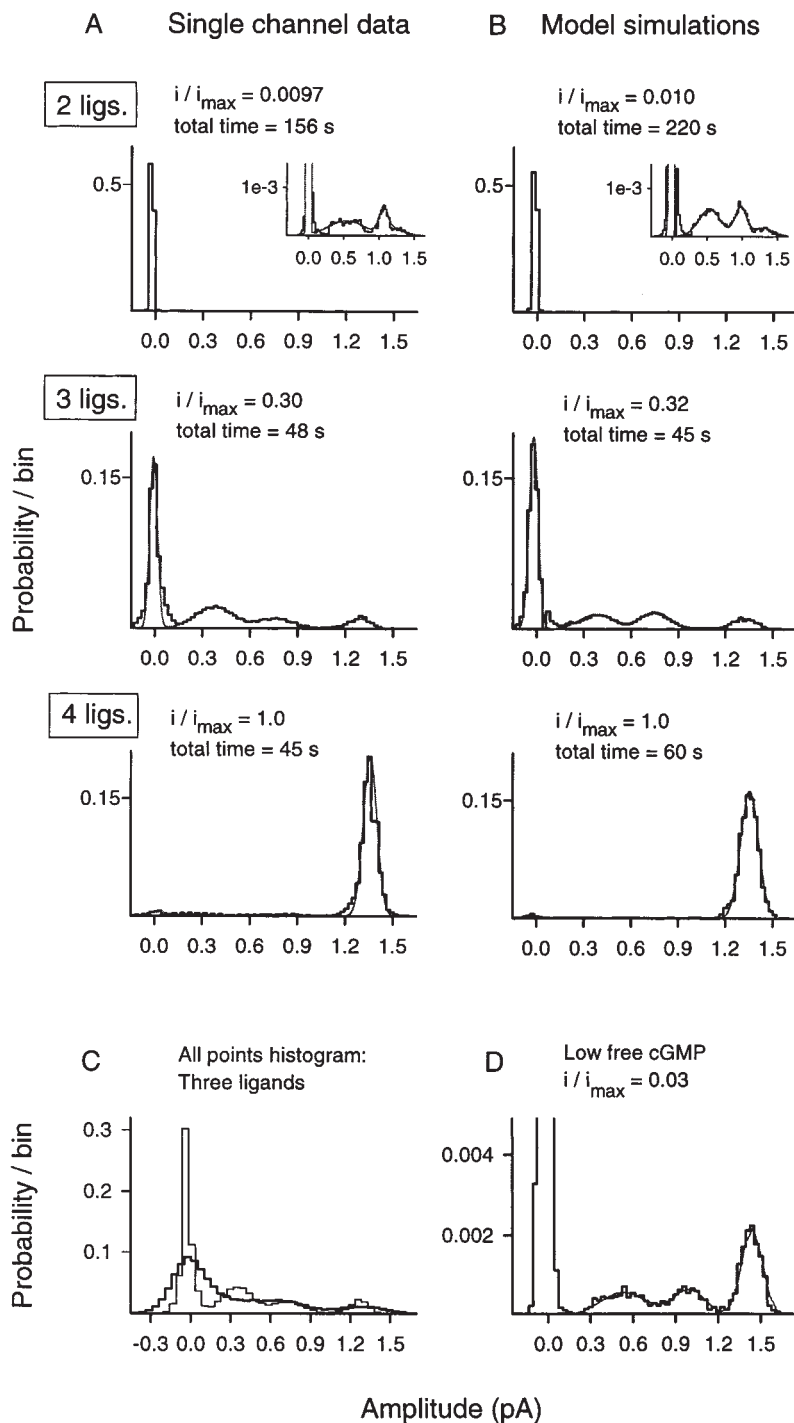 A Single channel data
B Model simulations
2 ligs.
i / imax = 0.0097
total time = 156 s
i / imax = 0.010
total time = 220 s
0.5
1e-3
0.0 0.5 1.0 1.5
0.0 0.3 0.6 0.9 1.2 1.5
0.5
1e-3
0.0 0.5 1.0 1.5
0.0 0.3 0.6 0.9 1.2 1.5
3 ligs.
i / imax = 0.30
total time = 48 s
i / imax = 0.32
total time = 45 s
Probability / bin
0.15
0.0 0.3 0.6 0.9 1.2 1.5
0.15
0.0 0.3 0.6 0.9 1.2 1.5
4 ligs.
i / imax = 1.0
total time = 45 s
i / imax = 1.0
total time = 60 s
0.15
0.0 0.3 0.6 0.9 1.2 1.5
0.15
0.0 0.3 0.6 0.9 1.2 1.5
C All points histogram:
Three ligands
D Low free cGMP
i / imax = 0.03
Probability / bin
0.3
0.2
0.1
-0.3 0.0 0.3 0.6 0.9 1.2 1.5
0.004
0.002
0.0 0.3 0.6 0.9 1.2 1.5
Amplitude (pA)